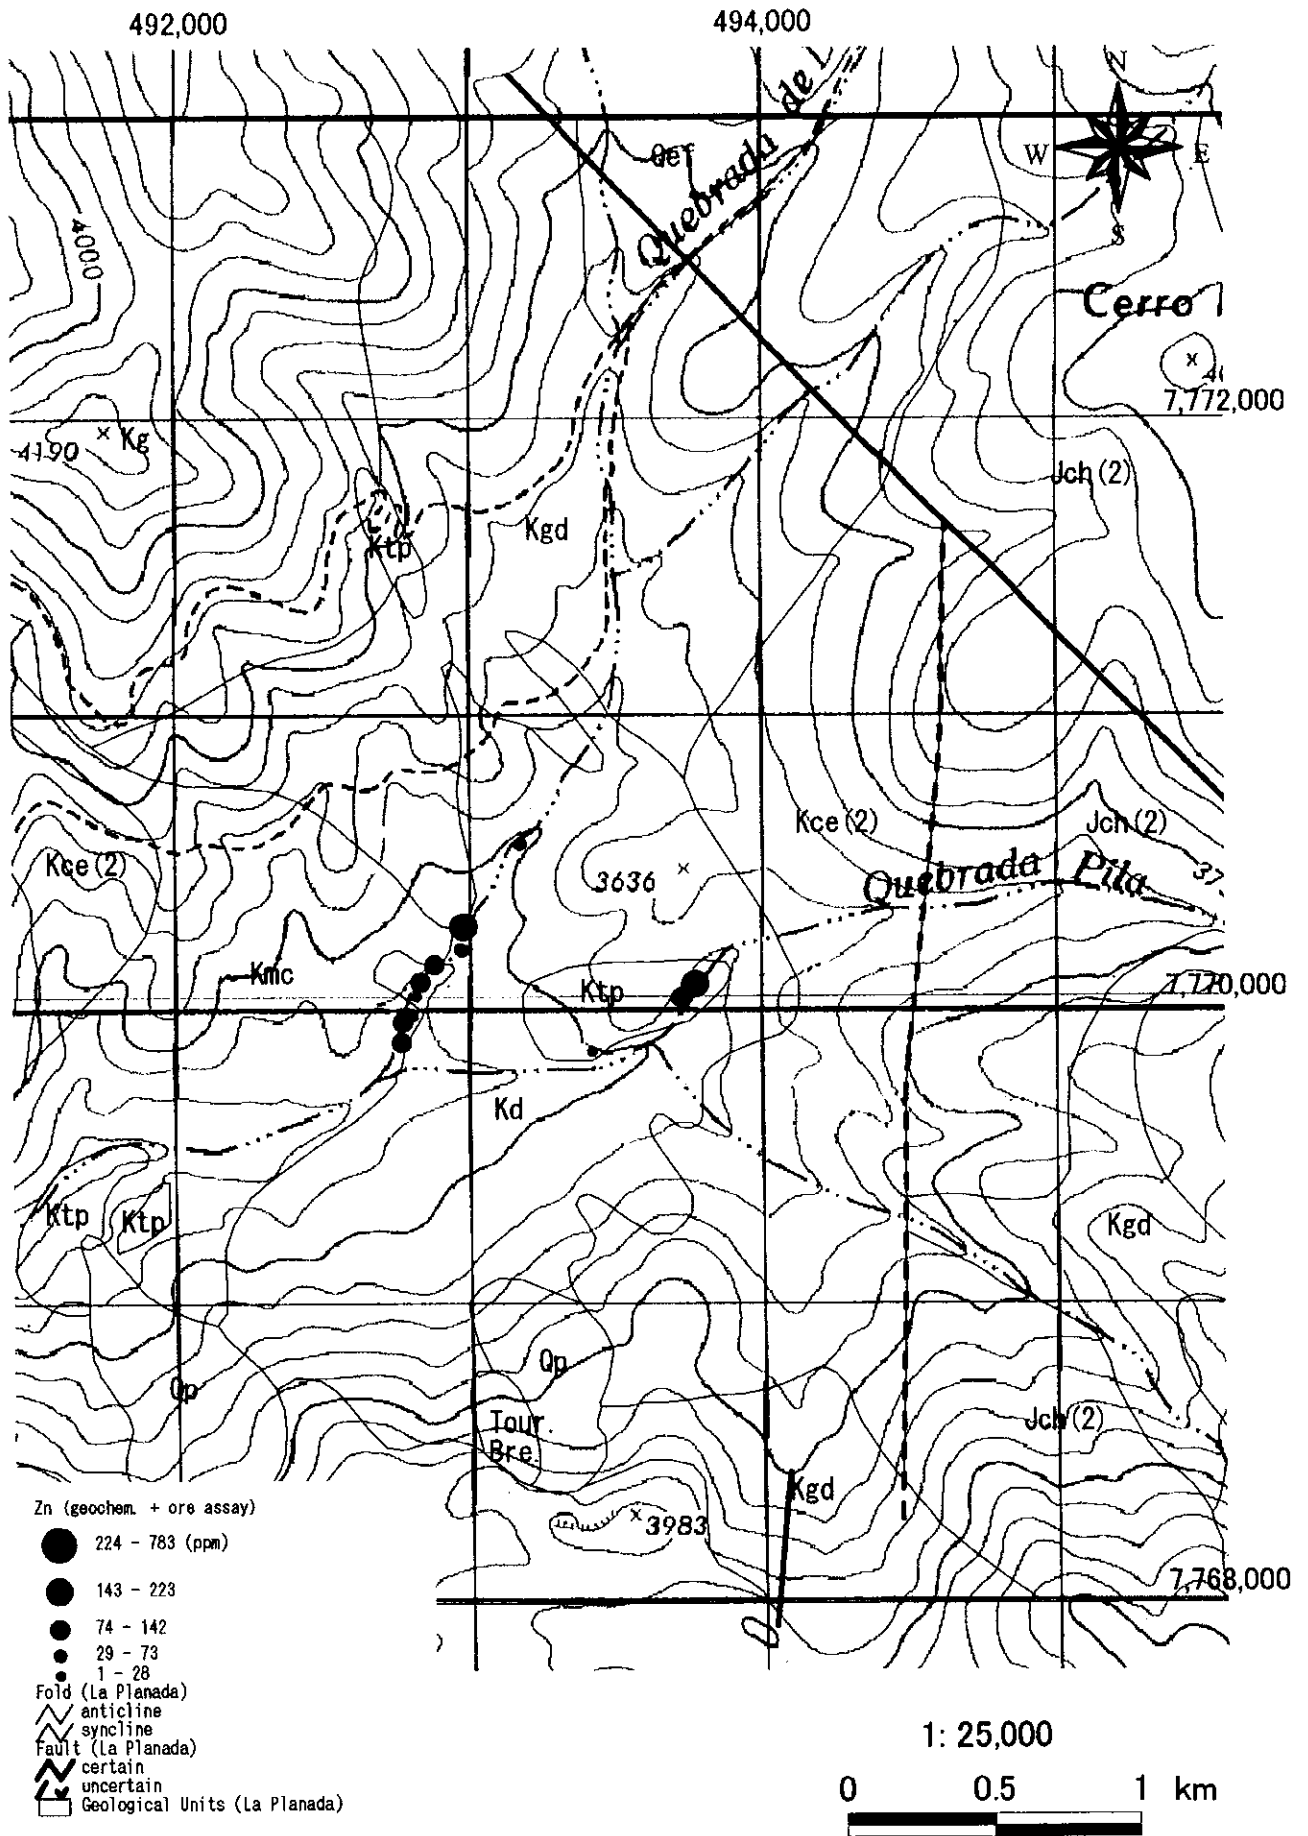 492,000
494,000
N
Qef
Quebrada de
W
E
S
4000
Cerro
7,772,000
Kg
4190
Jch(2)
Kgd
Ktp
Kce(2)
Jch(2)
Kce(2)
3636
Quebrada Pila
Kmc
Ktp
7,770,000
Kd
Ktp
Ktp
Kgd
Qp
Qp
Tour.
Bre.
Jch(2)
Kgd
3983
7,768,000
Zn (geochem. + ore assay)
224 - 783 (ppm)
143 - 223
74 - 142
29 - 73
1 - 28
Fold (La Planada)
anticline
syncline
Fault (La Planada)
certain
uncertain
Geological Units (La Planada)
1: 25,000
0 0.5 1 km